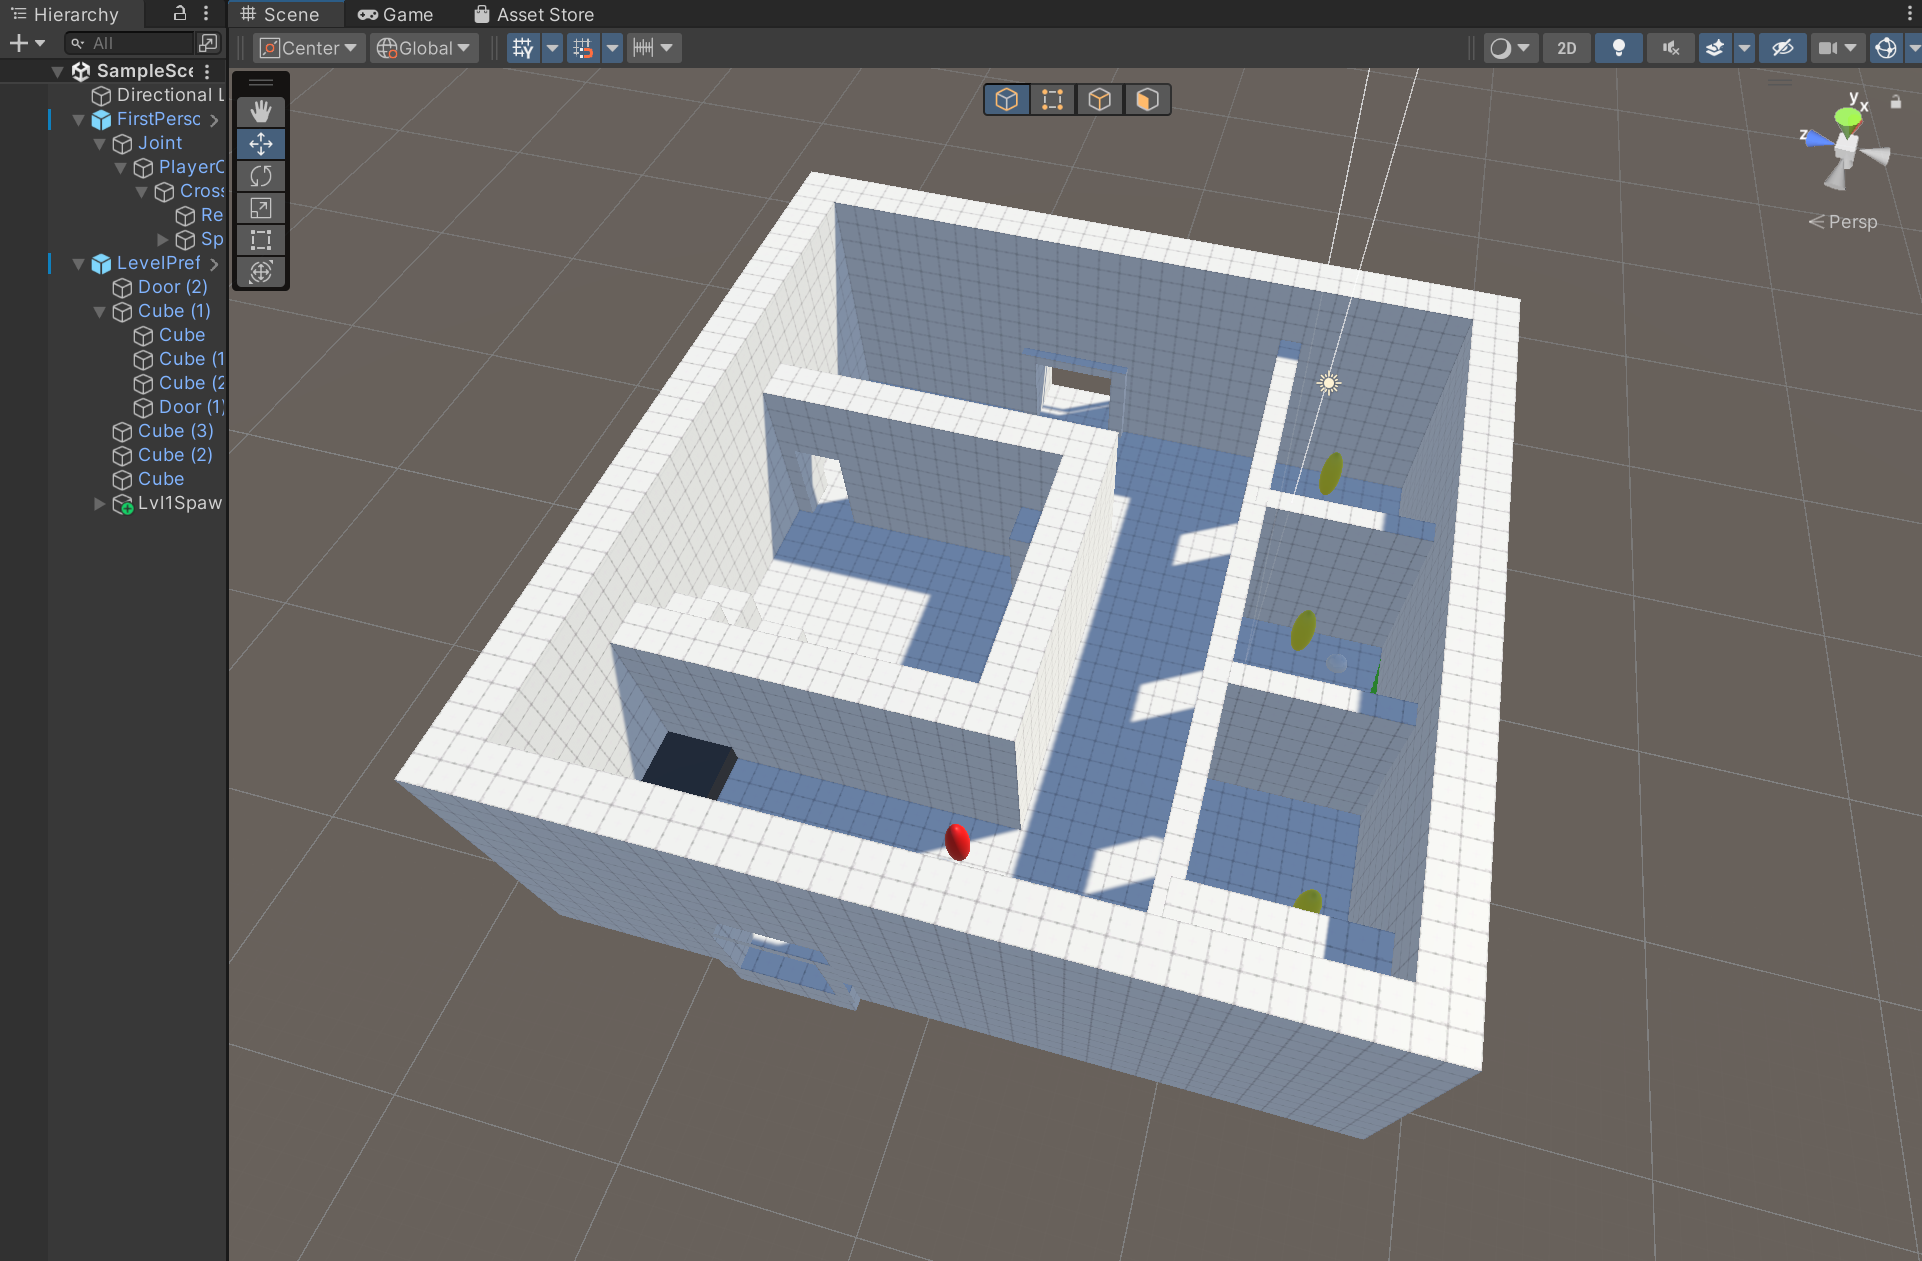 Hierarchy
Scene
Game
Asset Store
All
Center
Global
2D
SampleSce
Directional L
FirstPersc
Joint
PlayerC
Cross
Re
Sp
LevelPref
Door (2)
Cube (1)
Cube
Cube (1
Cube (2
Door (1)
Cube (3)
Cube (2)
Cube
Lvl1Spaw
y
x
z
Persp